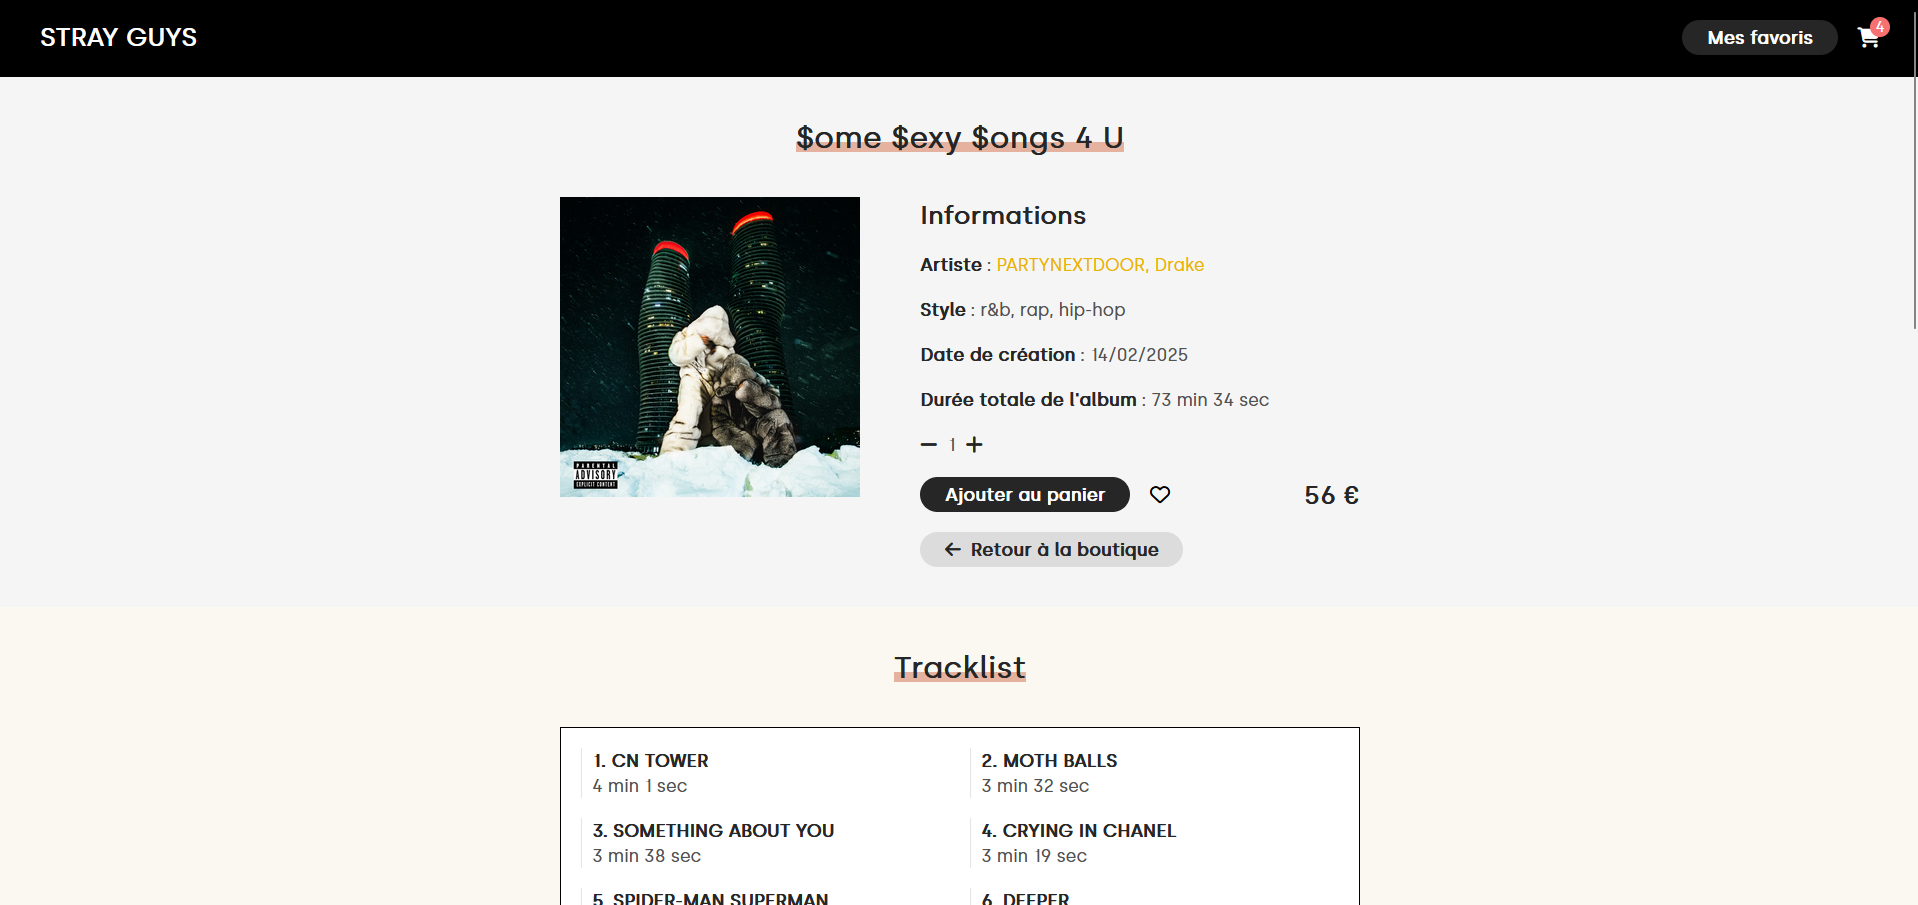 STRAY GUYS
Mes favoris
4
$ome $exy $ongs 4 U
PARENTAL
ADVISORY
EXPLICIT CONTENT
Informations
Artiste : PARTYNEXTDOOR, Drake
Style : r&b, rap, hip-hop
Date de création : 14/02/2025
Durée totale de l'album : 73 min 34 sec
1
Ajouter au panier
56 €
Retour à la boutique
Tracklist
1. CN TOWER
4 min 1 sec
2. MOTH BALLS
3 min 32 sec
3. SOMETHING ABOUT YOU
3 min 38 sec
4. CRYING IN CHANEL
3 min 19 sec
5. SPIDER-MAN SUPERMAN
6. DEEPER